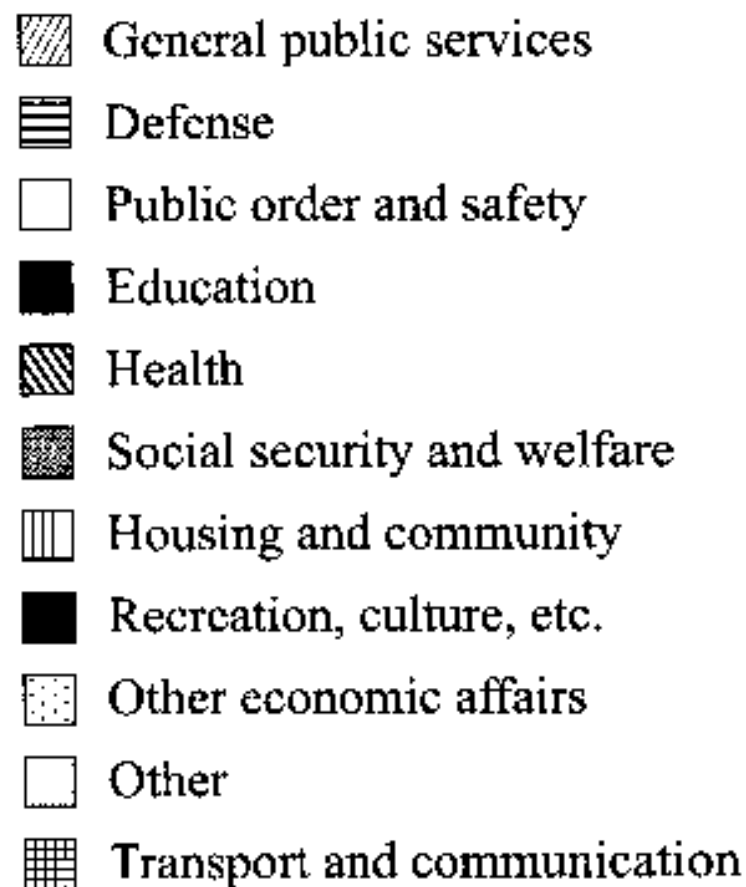 General public services
Defense
Public order and safety
Education
Health
Social security and welfare
Housing and community
Recreation, culture, etc.
Other economic affairs
Other
Transport and communication